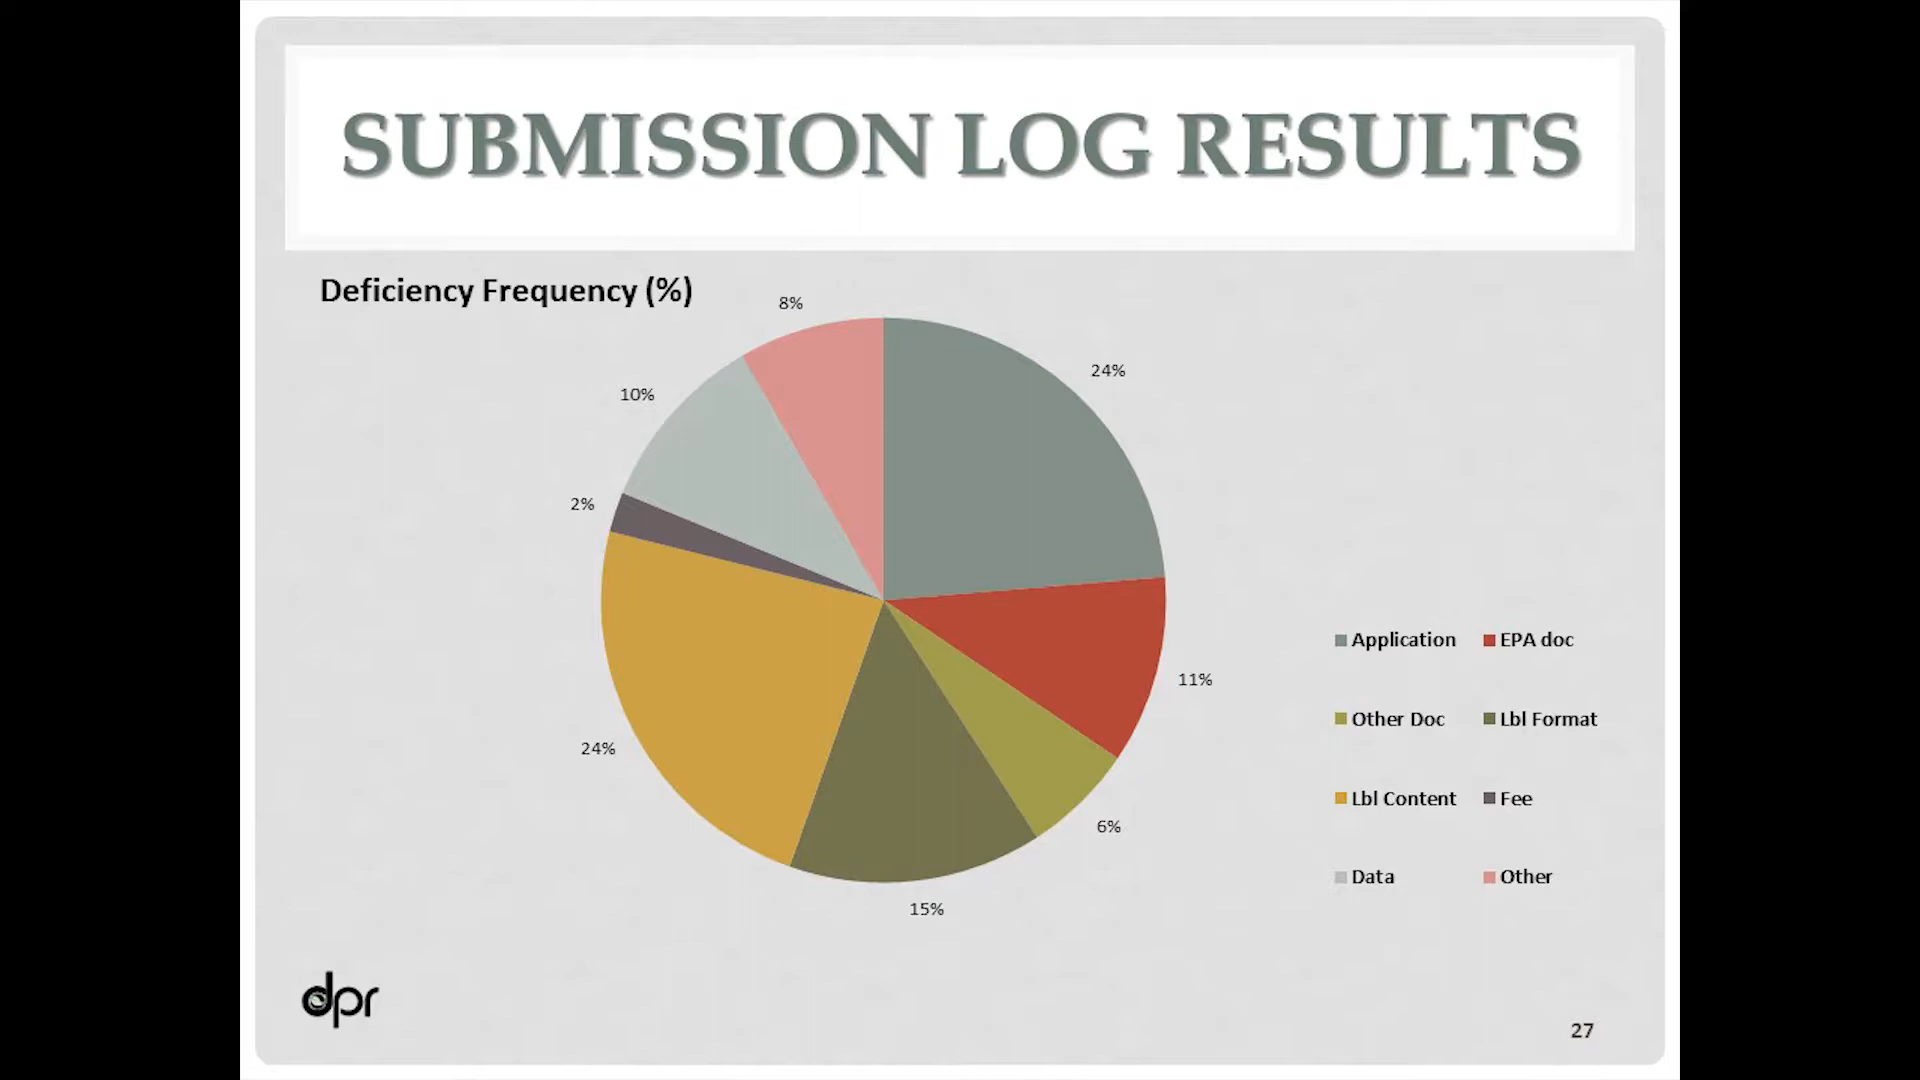 SUBMISSION LOG RESULTS
Deficiency Frequency (%)
8%
24%
10%
2%
11%
24%
6%
15%
Application EPA doc
Other Doc Lbl Format
Lbl Content Fee
Data Other
dpr
27